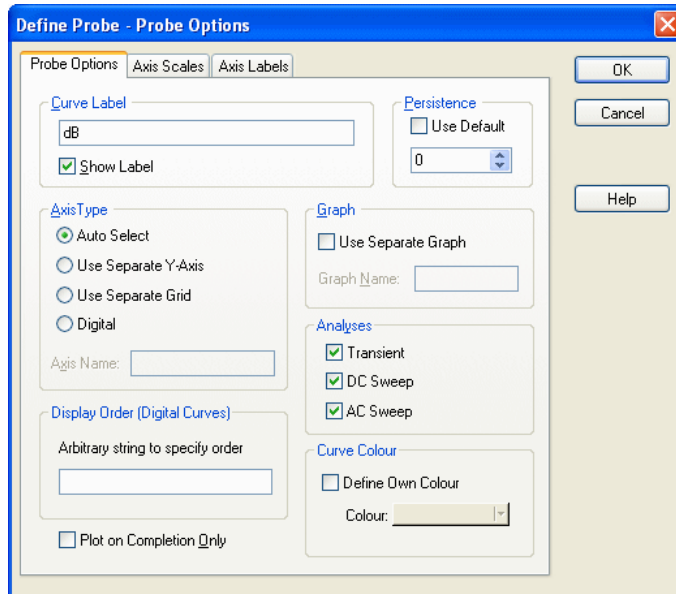 Define Probe - Probe Options
Probe Options
Axis Scales
Axis Labels
OK
Cancel
Help
Curve Label
dB
Show Label
Persistence
Use Default
0
AxisType
Auto Select
Use Separate Y-Axis
Use Separate Grid
Digital
Axis Name:
Graph
Use Separate Graph
Graph Name:
Analyses
Transient
DC Sweep
AC Sweep
Display Order (Digital Curves)
Arbitrary string to specify order
Curve Colour
Define Own Colour
Colour:
Plot on Completion Only